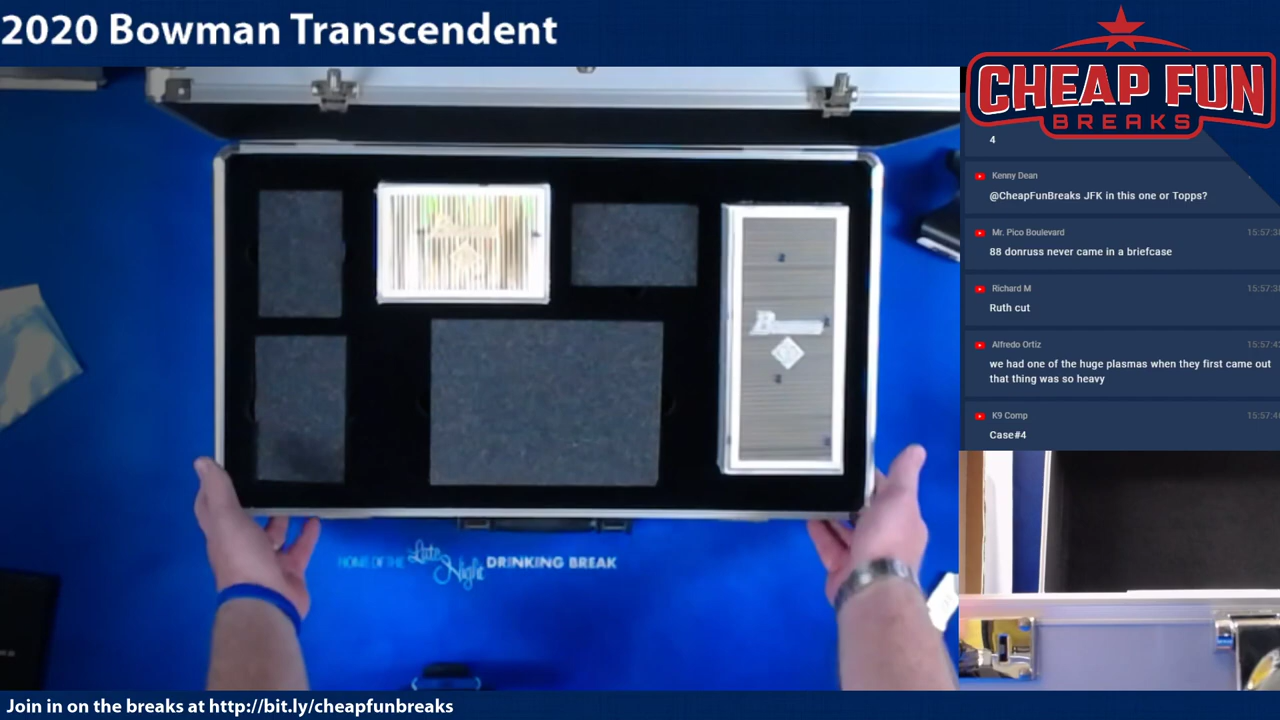 2020 Bowman Transcendent
CHEAP FUN
BREAKS
4
Kenny Dean
@CheapFunBreaks JFK in this one or Topps?
Mr. Pico Boulevard
15:57:3
88 donruss never came in a briefcase
Richard M
15:57:3
Ruth cut
Alfredo Ortiz
15:57:4
we had one of the huge plasmas when they first came out
that thing was so heavy
K9 Comp
15:57:4
Case#4
HOME OF THE Late Night DRINKING BREAK
Join in on the breaks at http://bit.ly/cheapfunbreaks